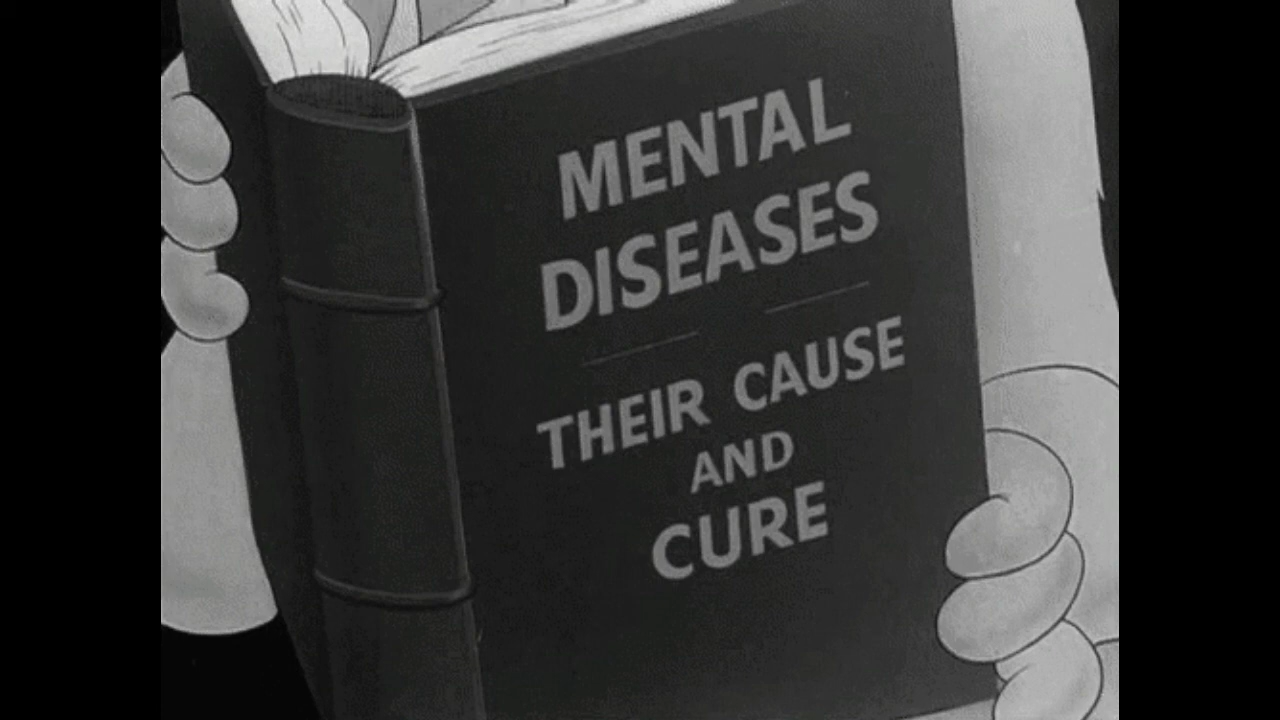 MENTAL
DISEASES
THEIR CAUSE
AND
CURE